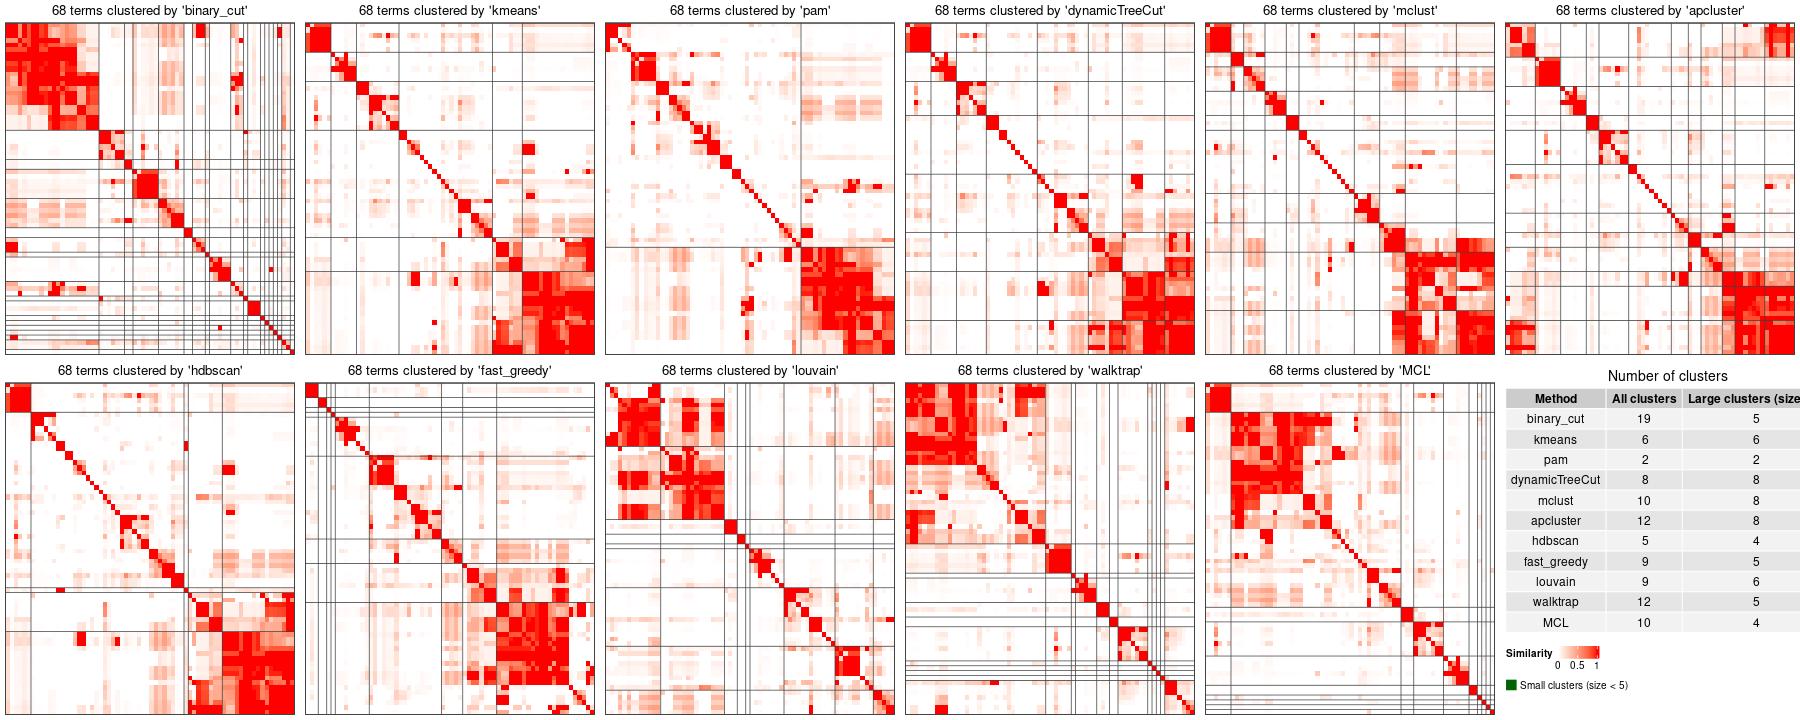 68 terms clustered by 'binary_cut'
68 terms clustered by 'kmeans'
68 terms clustered by 'pam'
68 terms clustered by 'dynamicTreeCut'
68 terms clustered by 'mclust'
68 terms clustered by 'apcluster'
68 terms clustered by 'hdbscan'
68 terms clustered by 'fast_greedy'
68 terms clustered by 'louvain'
68 terms clustered by 'walktrap'
68 terms clustered by 'MCL'
Number of clusters
Method All clusters Large clusters (size
binary_cut 19 5
kmeans 6 6
pam 2 2
dynamicTreeCut 8 8
mclust 10 8
apcluster 12 8
hdbscan 5 4
fast_greedy 9 5
louvain 9 6
walktrap 12 5
MCL 10 4
Similarity
0 0.5 1
Small clusters (size < 5)